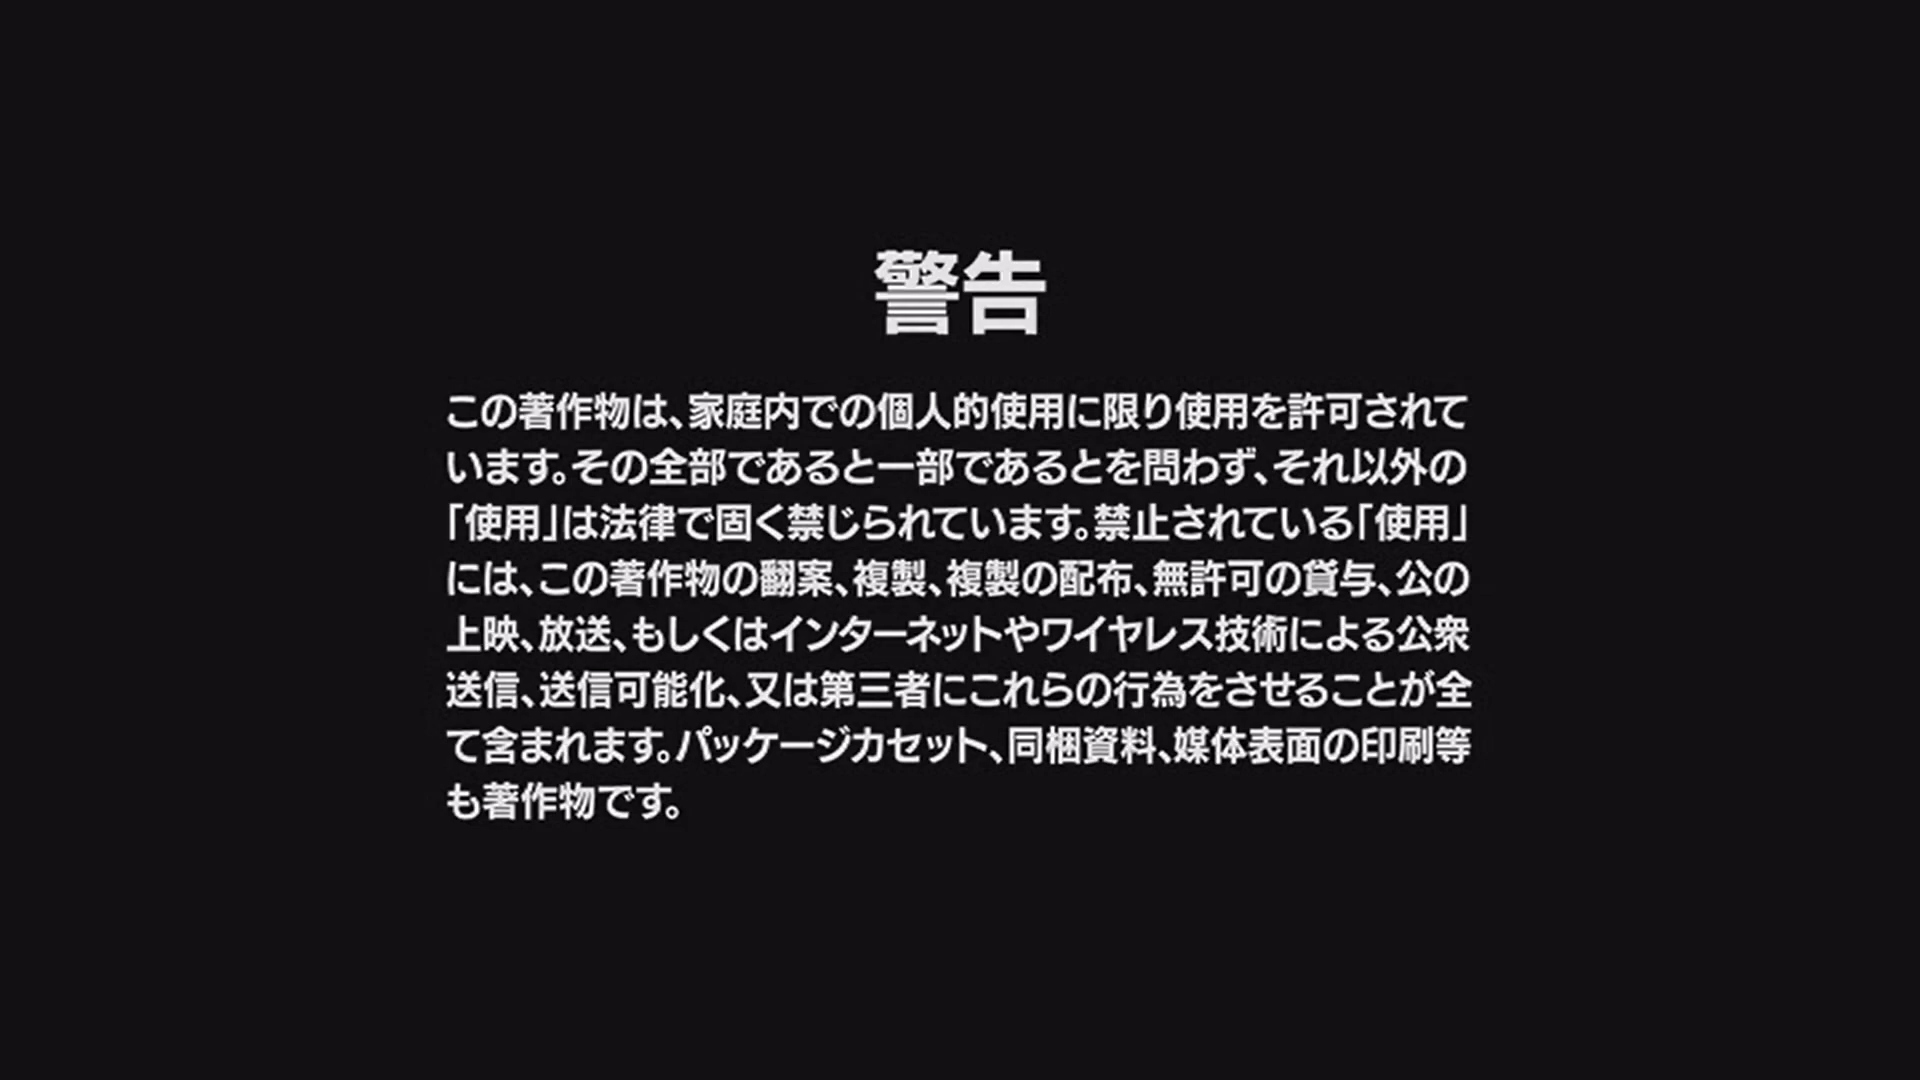 警告
この著作物は、家庭内での個人的使用に限り使用を許可されて
います。その全部であると一部であるとを問わず、それ以外の
「使用」は法律で固く禁じられています。禁止されている「使用」
には、この著作物の翻案、複製、複製の配布、無許可の貸与、公の
上映、放送、もしくはインターネットやワイヤレス技術による公衆
送信、送信可能化、又は第三者にこれらの行為をさせることが全
て含まれます。パッケージカセット、同梱資料、媒体表面の印刷等
も著作物です。